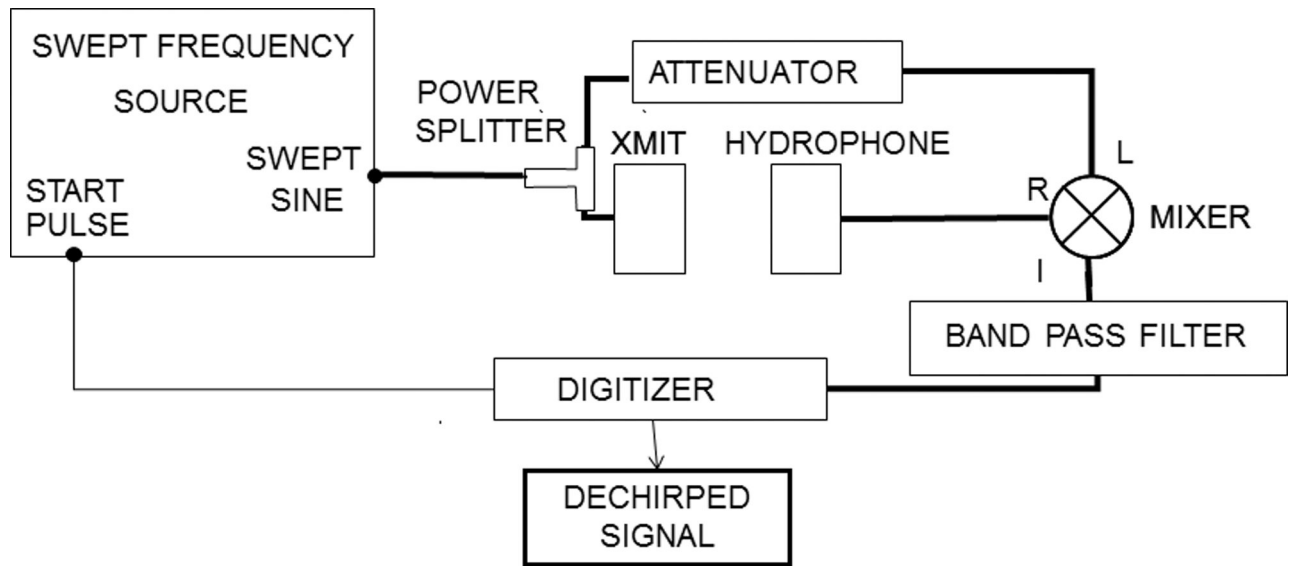 SWEPT FREQUENCY
SOURCE
SWEPT
SINE
START
PULSE
POWER
SPLITTER
ATTENUATOR
XMIT
HYDROPHONE
L
R
MIXER
I
BAND PASS FILTER
DIGITIZER
DECHIRPED
SIGNAL